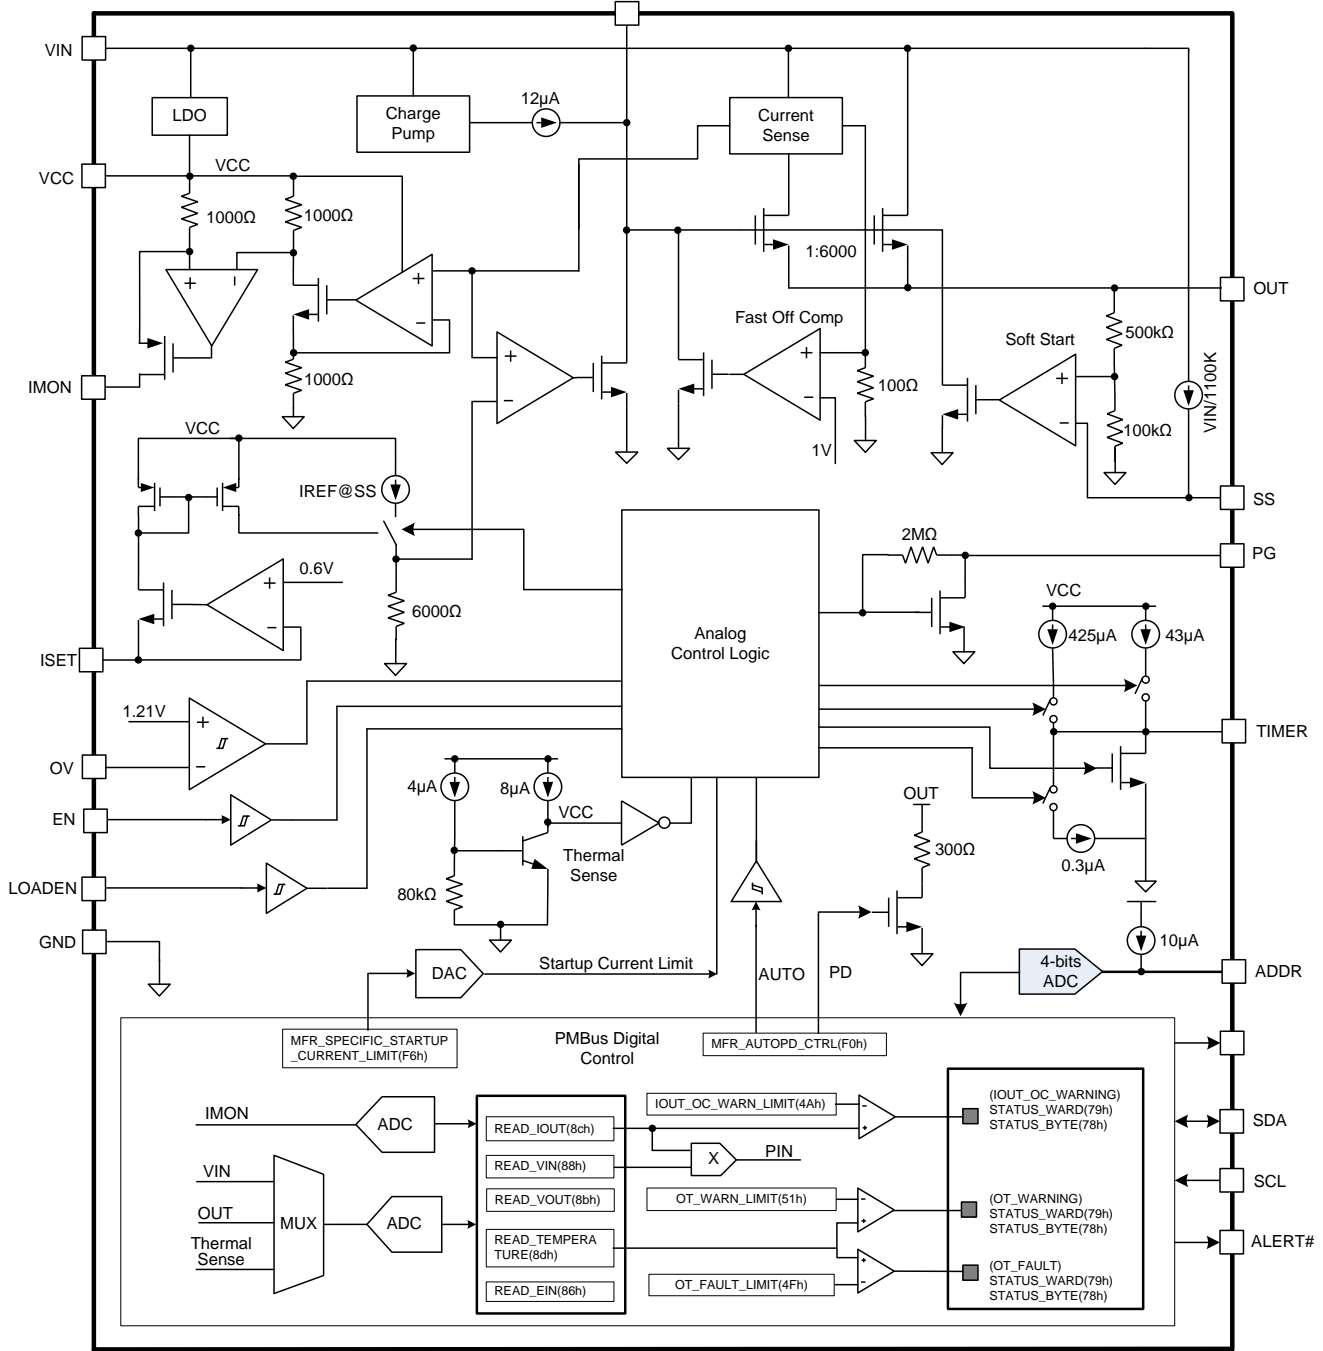 VIN
LDO
Charge
Pump
12µA
Current
Sense
VCC
VCC
1000Ω
1000Ω
1:6000
OUT
Fast Off Comp
Soft Start
500kΩ
VIN/1100K
IMON
1000Ω
100Ω
100kΩ
1V
VCC
IREF@SS
SS
2MΩ
PG
0.6V
6000Ω
Analog
Control Logic
VCC
425µA
43µA
ISET
1.21V
TIMER
OV
4µA
8µA
VCC
OUT
EN
Thermal
Sense
300Ω
0.3µA
LOADEN
80kΩ
GND
10µA
DAC
Startup Current Limit
AUTO
PD
4-bits
ADC
ADDR
MFR_SPECIFIC_STARTUP
_CURRENT_LIMIT(F6h)
PMBus Digital
Control
MFR_AUTOPD_CTRL(F0h)
IMON
ADC
READ_IOUT(8ch)
IOUT_OC_WARN_LIMIT(4Ah)
(IOUT_OC_WARNING)
STATUS_WARD(79h)
STATUS_BYTE(78h)
SDA
VIN
READ_VIN(88h)
X
PIN
SCL
OUT
MUX
ADC
READ_VOUT(8bh)
OT_WARN_LIMIT(51h)
(OT_WARNING)
STATUS_WARD(79h)
STATUS_BYTE(78h)
Thermal
Sense
READ_TEMPERA
TURE(8dh)
ALERT#
READ_EIN(86h)
OT_FAULT_LIMIT(4Fh)
(OT_FAULT)
STATUS_WARD(79h)
STATUS_BYTE(78h)